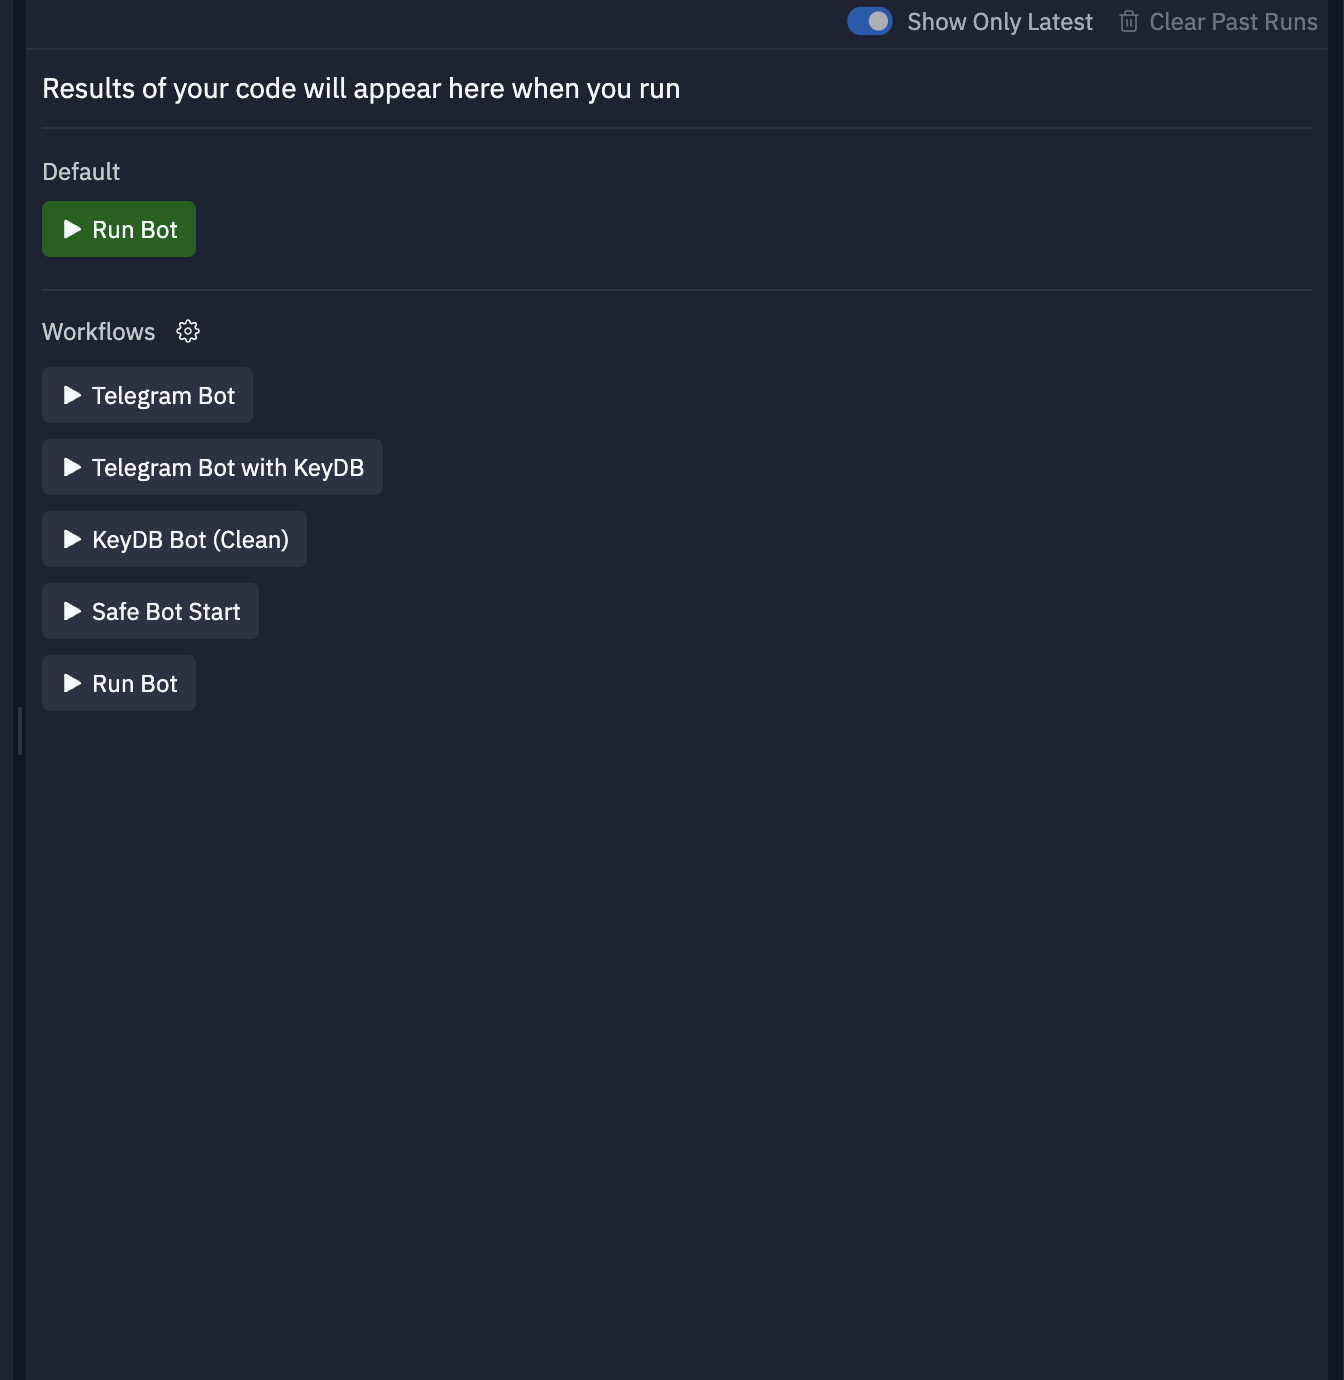 Show Only Latest Clear Past Runs
Results of your code will appear here when you run
Default
Run Bot
Workflows
Telegram Bot
Telegram Bot with KeyDB
KeyDB Bot (Clean)
Safe Bot Start
Run Bot